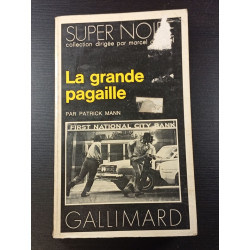 SUPER NOIR
collection dirigée par marcel
La grande
pagaille
PAR PATRICK MANN
FIRST NATIONAL CITY BANK
GALLIMARD